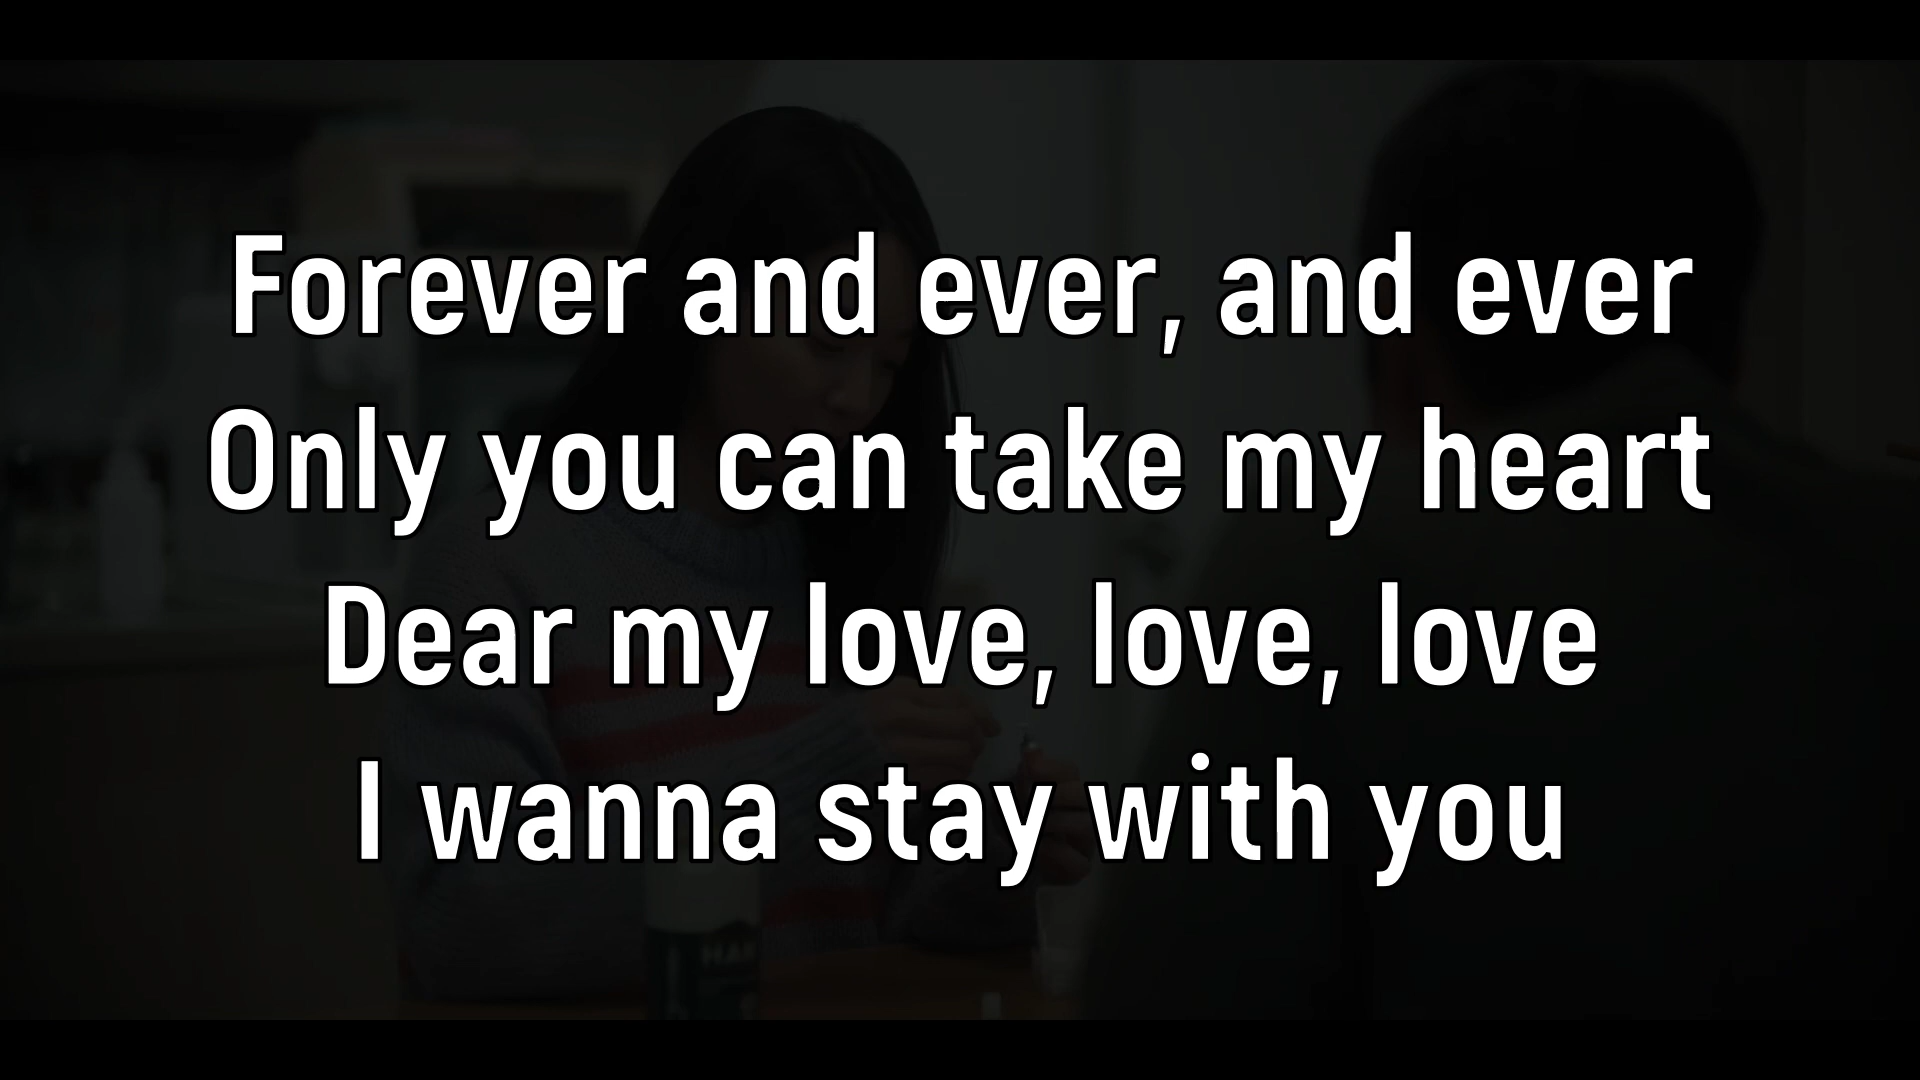 Forever and ever, and ever
Only you can take my heart
Dear my love, love, love
I wanna stay with you